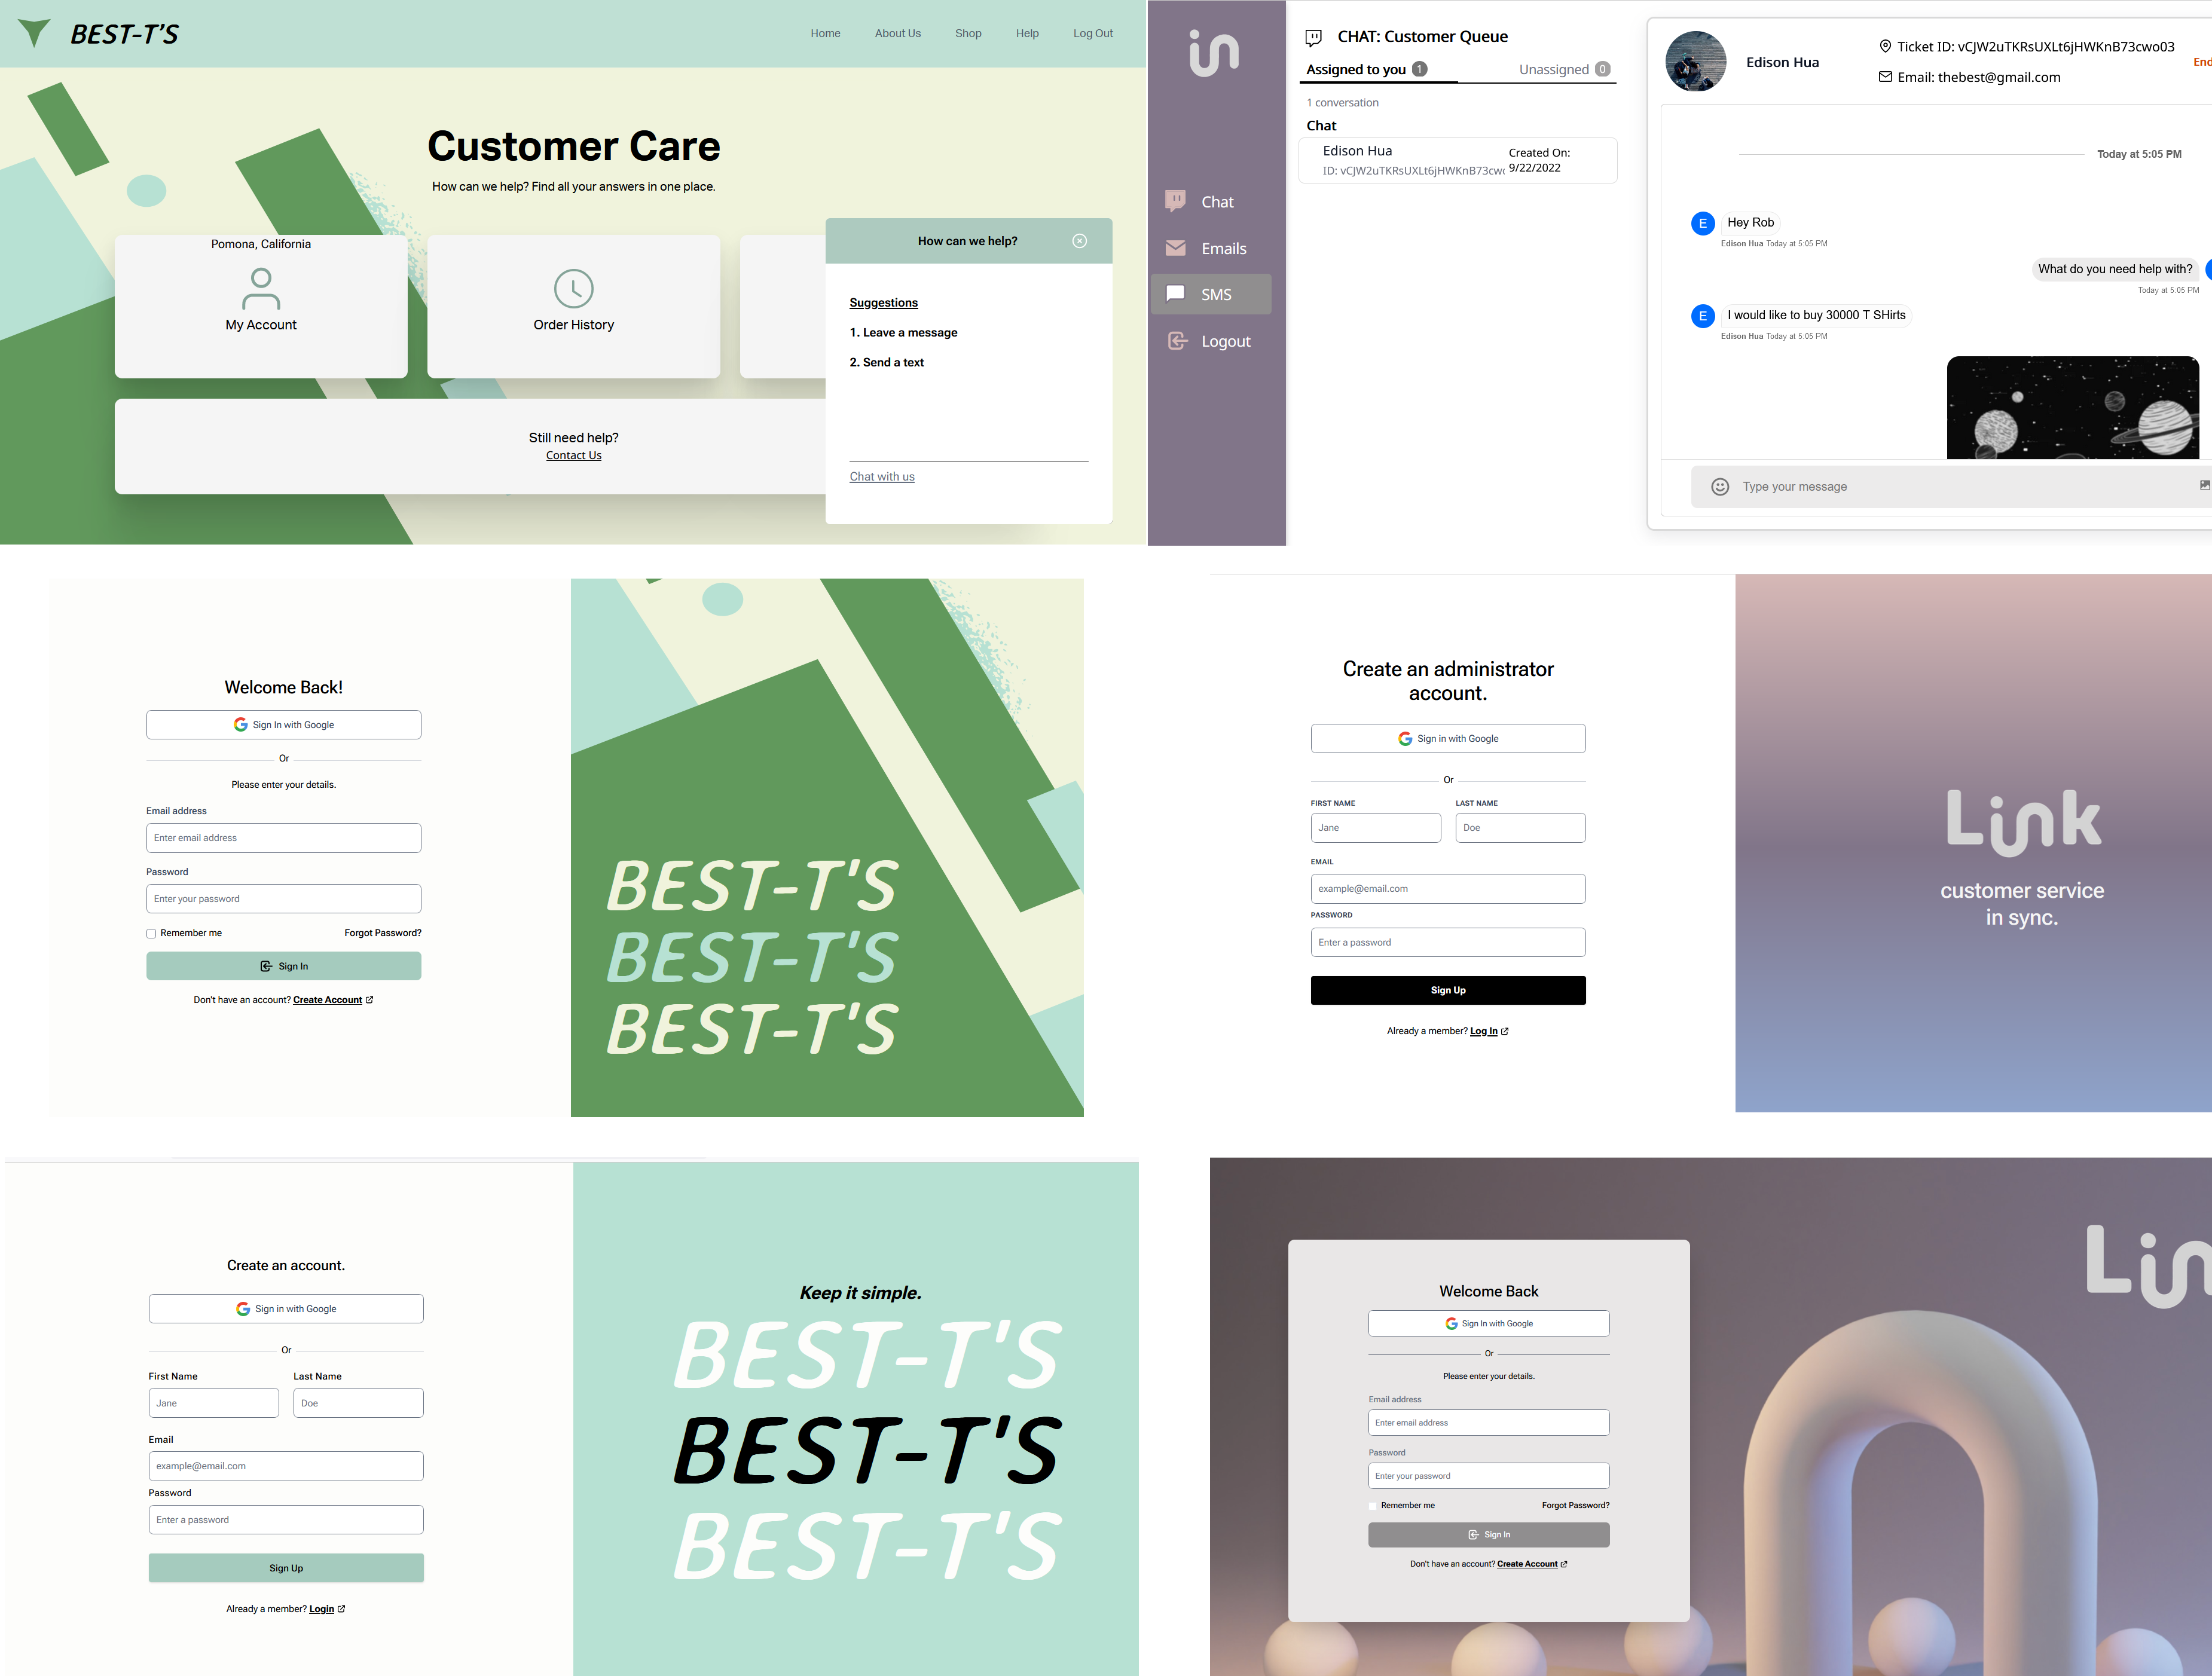 BEST-T'S
Home About Us Shop Help Log Out
Customer Care
How can we help? Find all your answers in one place.
Pomona, California
My Account
Order History
Still need help?
Contact Us
How can we help?
Suggestions
1. Leave a message
2. Send a text
Chat with us
in
Chat
Emails
SMS
Logout
CHAT: Customer Queue
Assigned to you 1 Unassigned 0
1 conversation
Chat
Edison Hua
ID: vCJW2uTKRsUXLt6jHWKnB73cw
Created On:
9/22/2022
Edison Hua
Ticket ID: vCJW2uTKRsUXLt6jHWKnB73cwo03
Email: thebest@gmail.com
End
Today at 5:05 PM
E Hey Rob
Edison Hua Today at 5:05 PM
What do you need help with?
Today at 5:05 PM
E I would like to buy 30000 T SHirts
Edison Hua Today at 5:05 PM
Type your message
Welcome Back!
Sign In with Google
Or
Please enter your details.
Email address
Enter email address
Password
Enter your password
Remember me Forgot Password?
Sign In
Don't have an account? Create Account
BEST-T'S
BEST-T'S
BEST-T'S
Create an administrator
account.
Sign in with Google
Or
FIRST NAME LAST NAME
Jane Doe
EMAIL
example@email.com
PASSWORD
Enter a password
Sign Up
Already a member? Log In
Link
customer service
in sync.
Create an account.
Sign in with Google
Or
First Name Last Name
Jane Doe
Email
example@email.com
Password
Enter a password
Sign Up
Already a member? Login
Keep it simple.
BEST-T'S
BEST-T'S
BEST-T'S
Welcome Back
Sign In with Google
Or
Please enter your details.
Email address
Enter email address
Password
Enter your password
Remember me Forgot Password?
Sign In
Don't have an account? Create Account
Lin